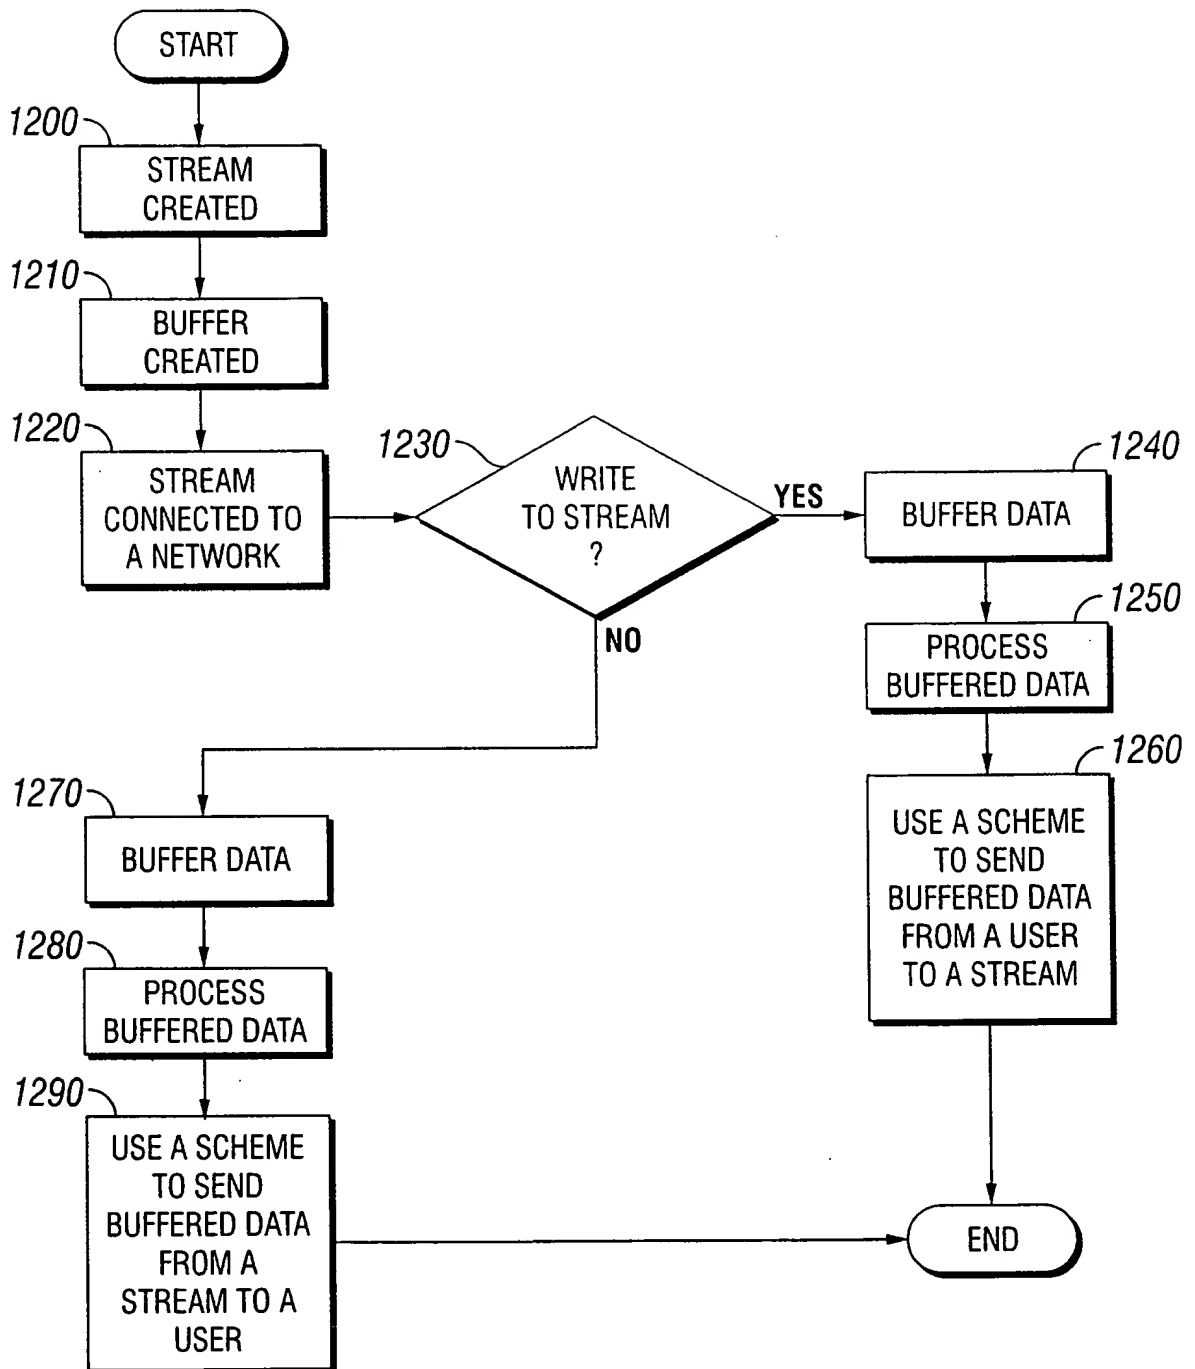 START
1200
STREAM
CREATED
1210
BUFFER
CREATED
1220
STREAM
CONNECTED TO
A NETWORK
1230
WRITE
TO STREAM
?
YES
NO
1240
BUFFER DATA
1250
PROCESS
BUFFERED DATA
1260
USE A SCHEME
TO SEND
BUFFERED DATA
FROM A USER
TO A STREAM
1270
BUFFER DATA
1280
PROCESS
BUFFERED DATA
1290
USE A SCHEME
TO SEND
BUFFERED DATA
FROM A
STREAM TO A
USER
END